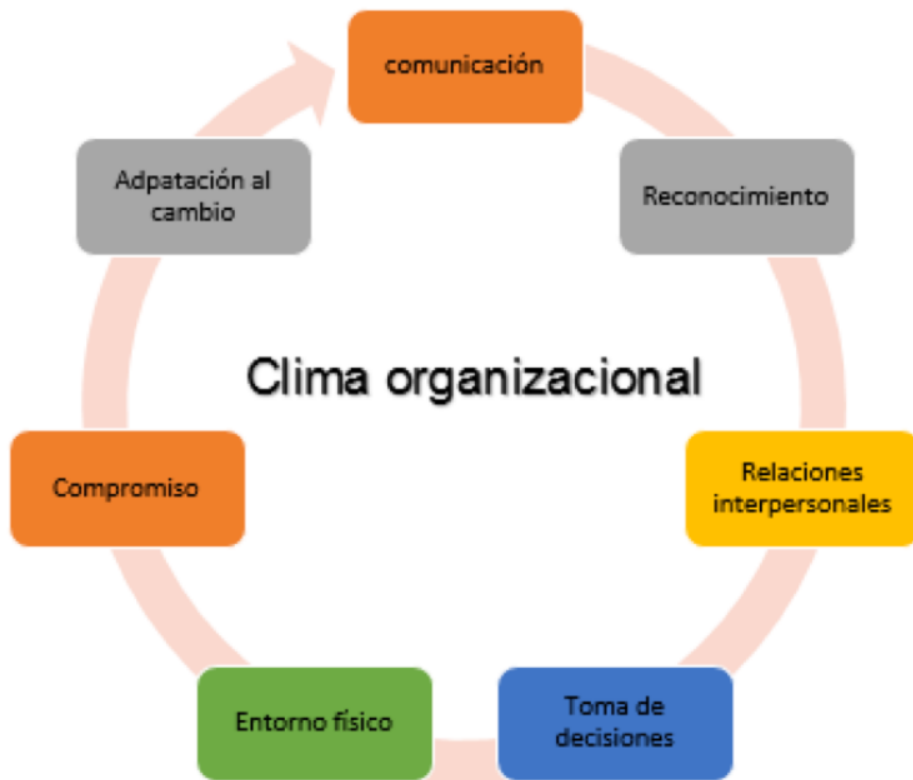 comunicación
Reconocimiento
Relaciones
interpersonales
Toma de
decisiones
Entorno físico
Compromiso
Adpatación al
cambio
Clima organizacional